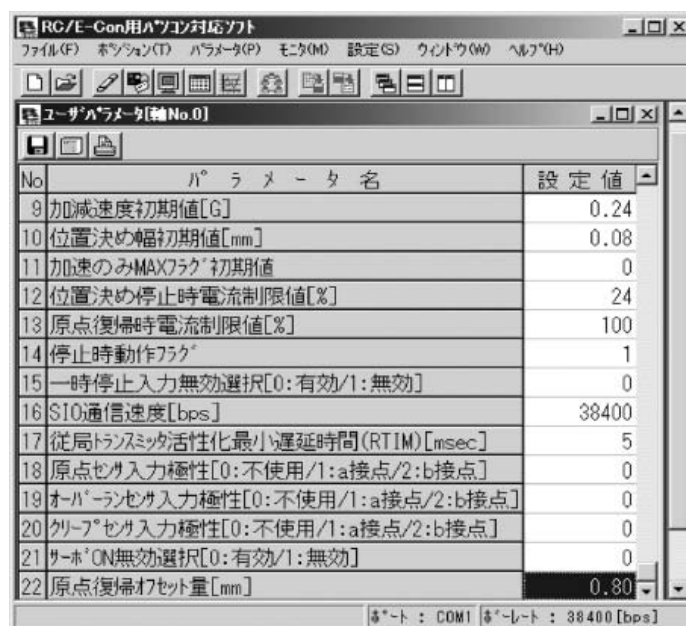 RC/E-Con用ﾊﾟｿｺﾝ対応ｿﾌﾄ
ﾌｧｲﾙ(F) ﾎﾟｼﾞｼｮﾝ(T) ﾊﾟﾗﾒｰﾀ(P) ﾓﾆﾀ(M) 設定(S) ｳｨﾝﾄﾞｳ(W) ﾍﾙﾌﾟ(H)
ﾕｰｻﾞﾊﾟﾗﾒｰﾀ[軸No.0]
No ﾊﾟ ﾗ ﾒ ｰ ﾀ 名 設 定 値
9 加減速度初期値[G] 0.24
10 位置決め幅初期値[mm] 0.08
11 加速のみMAXﾌﾗｸﾞ初期値 0
12 位置決め停止時電流制限値[%] 24
13 原点復帰時電流制限値[%] 100
14 停止時動作ﾌﾗｸﾞ 1
15 一時停止入力無効選択[0:有効/1:無効] 0
16 SIO通信速度[bps] 38400
17 従局ﾄﾗﾝｽﾐｯﾀ活性化最小遅延時間(RTIM)[msec] 5
18 原点ｾﾝｻ入力極性[0:不使用/1:a接点/2:b接点] 0
19 ｵｰﾊﾞｰﾗﾝｾﾝｻ入力極性[0:不使用/1:a接点/2:b接点] 0
20 ｸﾘｰﾌﾟｾﾝｻ入力極性[0:不使用/1:a接点/2:b接点] 0
21 ｻｰﾎﾞON無効選択[0:有効/1:無効] 0
22 原点復帰ｵﾌｾｯﾄ量[mm] 0.80
ﾎﾟｰﾄ : COM1 ﾎﾞｰﾚｰﾄ : 38400[bps]